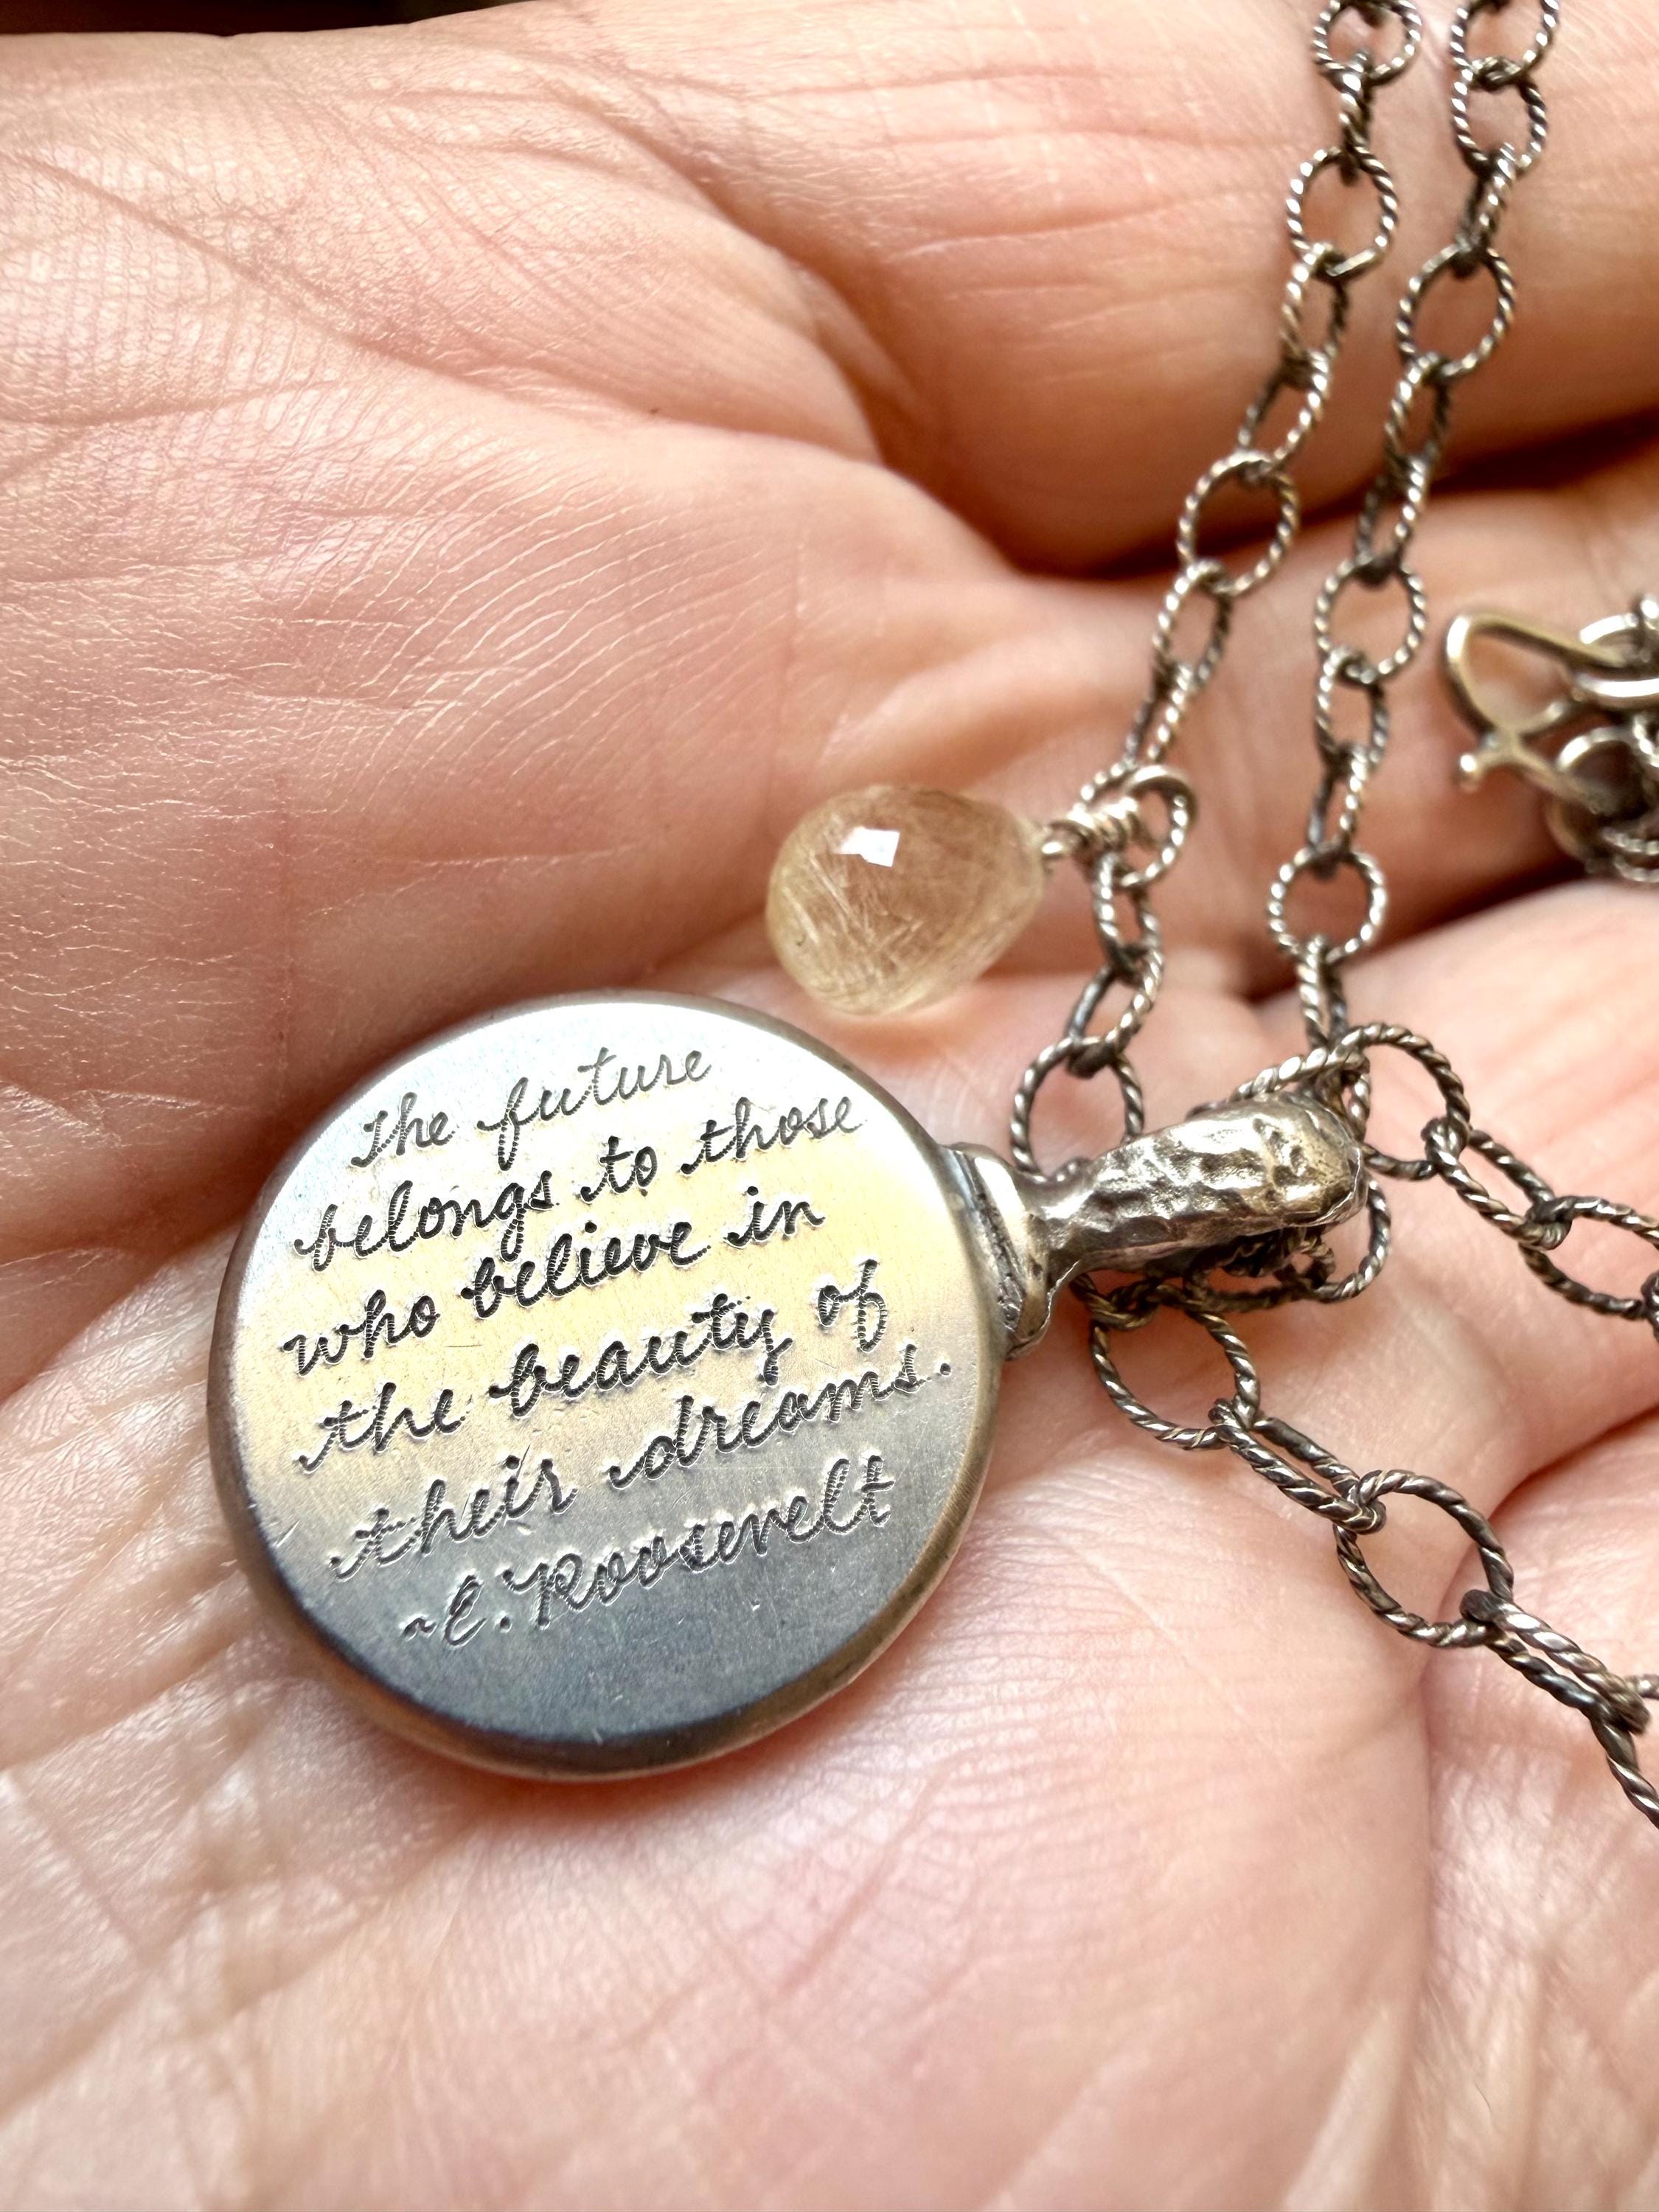 The future
belongs to those
who believe in
the beauty of
their dreams.
~E. Roosevelt